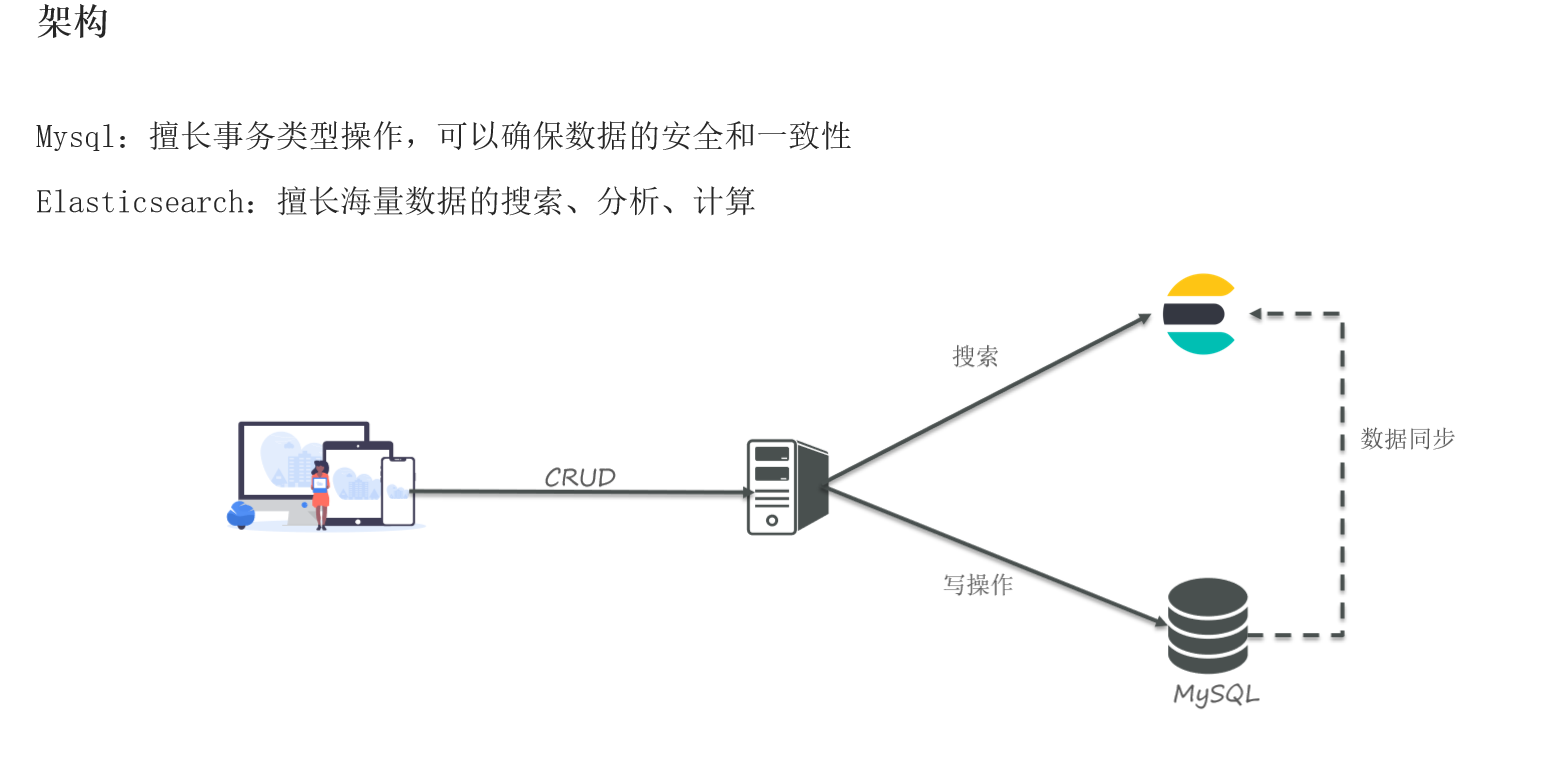 架构
Mysql：擅长事务类型操作，可以确保数据的安全和一致性
Elasticsearch：擅长海量数据的搜索、分析、计算
搜索
数据同步
CRUD
写操作
MySQL